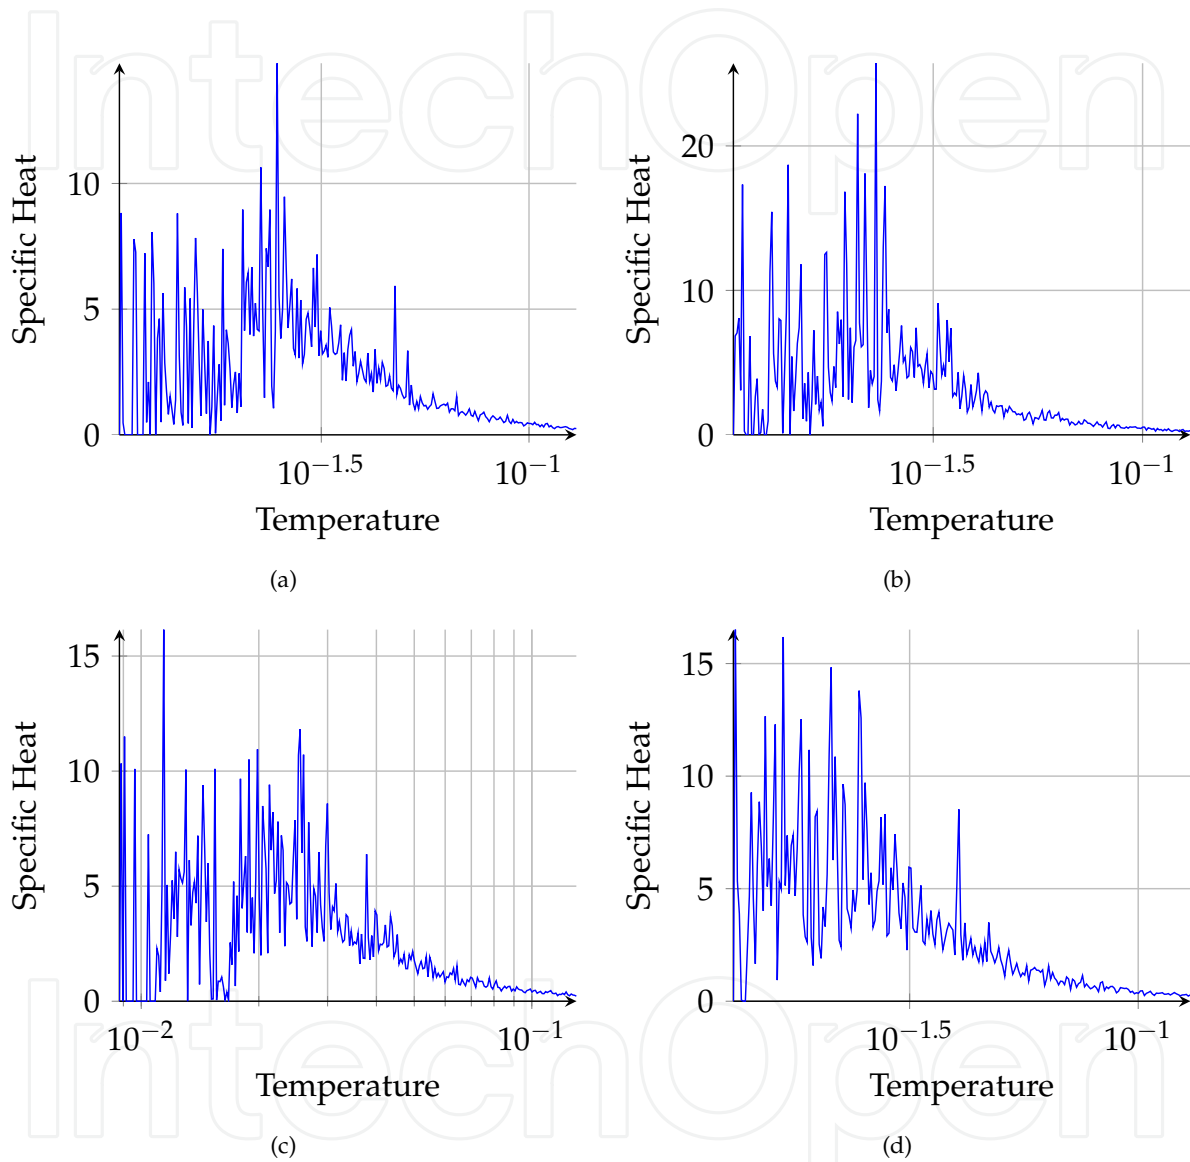 IntechOpen
Specific Heat
10
5
0
10^{-1.5}
10^{-1}
Temperature
(a)
Specific Heat
20
10
0
10^{-1.5}
10^{-1}
Temperature
(b)
Specific Heat
15
10
5
0
10^{-2}
10^{-1}
Temperature
(c)
Specific Heat
15
10
5
0
10^{-1.5}
10^{-1}
Temperature
(d)
IntechOpen